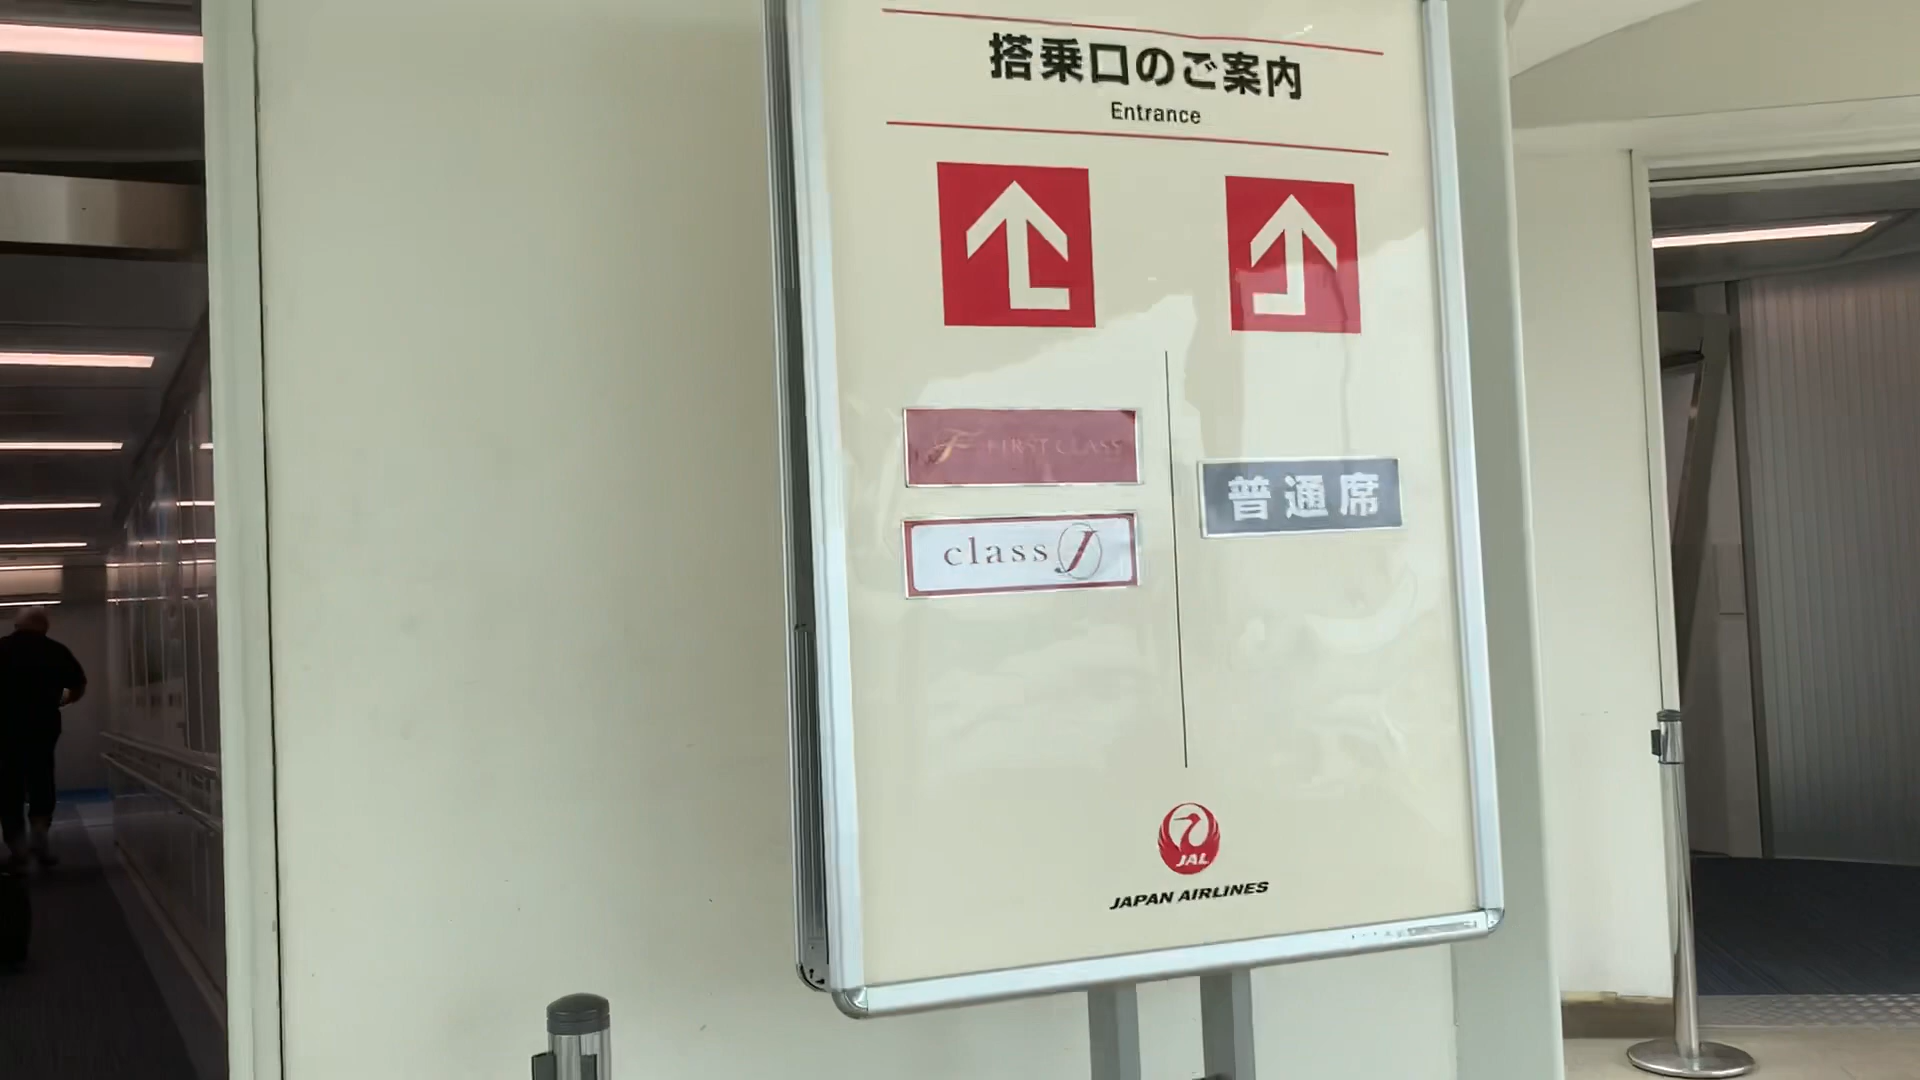 搭乗口のご案内
Entrance
F FIRST CLASS
class J
普通席
JAL
JAPAN AIRLINES